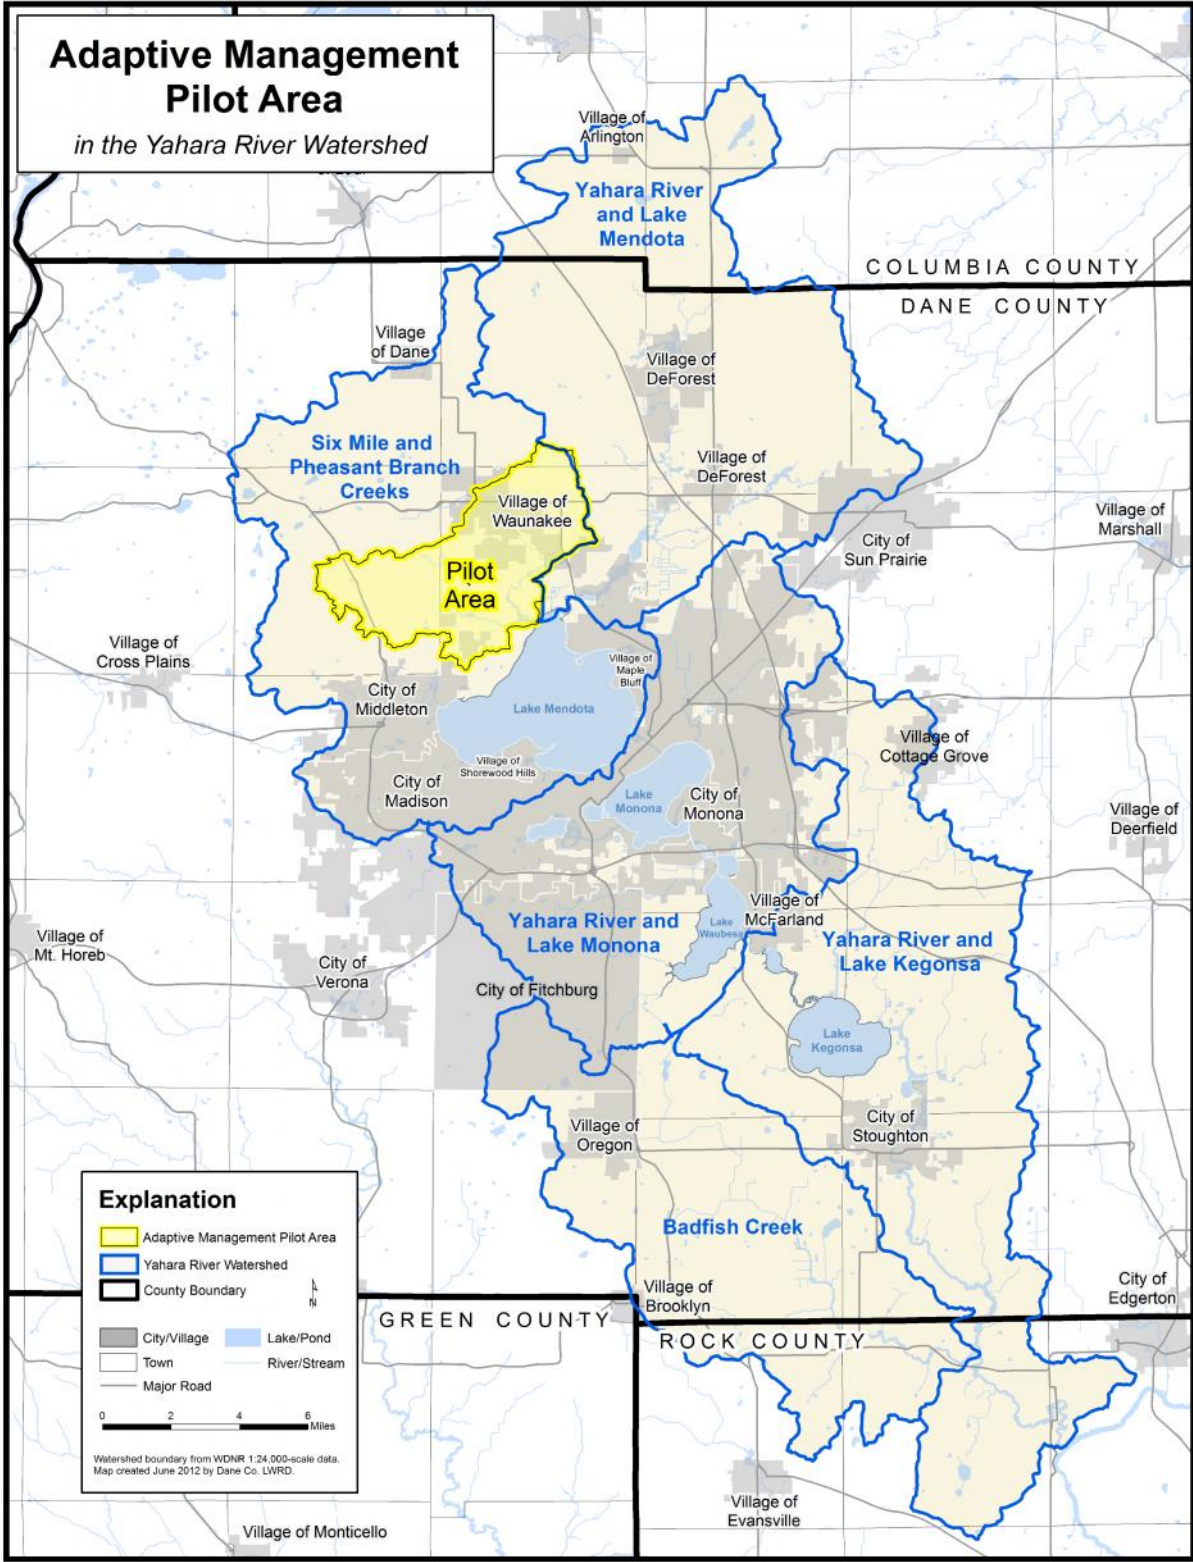 Adaptive Management
Pilot Area
in the Yahara River Watershed
Village of
Arlington
Yahara River
and Lake
Mendota
COLUMBIA COUNTY
DANE COUNTY
Village
of Dane
Village of
DeForest
Six Mile and
Pheasant Branch
Creeks
Village of
DeForest
Village of
Waunakee
Village of
Marshall
City of
Sun Prairie
Pilot
Area
Village of
Cross Plains
Village of
Maple
Bluff
City of
Middleton
Lake Mendota
Village of
Cottage Grove
Village of
Shorewood Hills
City of
Madison
Lake
Monona
City of
Monona
Village of
Deerfield
Village of
McFarland
Yahara River and
Lake Monona
Lake
Waubesa
Yahara River and
Lake Kegonsa
Village of
Mt. Horeb
City of
Verona
City of Fitchburg
Lake
Kegonsa
Village of
Oregon
City of
Stoughton
Badfish Creek
Village of
Brooklyn
City of
Edgerton
GREEN COUNTY
ROCK COUNTY
Explanation
Adaptive Management Pilot Area
Yahara River Watershed
County Boundary
N
City/Village
Lake/Pond
Town
River/Stream
Major Road
0 2 4 6
Miles
Watershed boundary from WDNR 1:24,000-scale data.
Map created June 2012 by Dane Co. LWRD.
Village of
Evansville
Village of Monticello